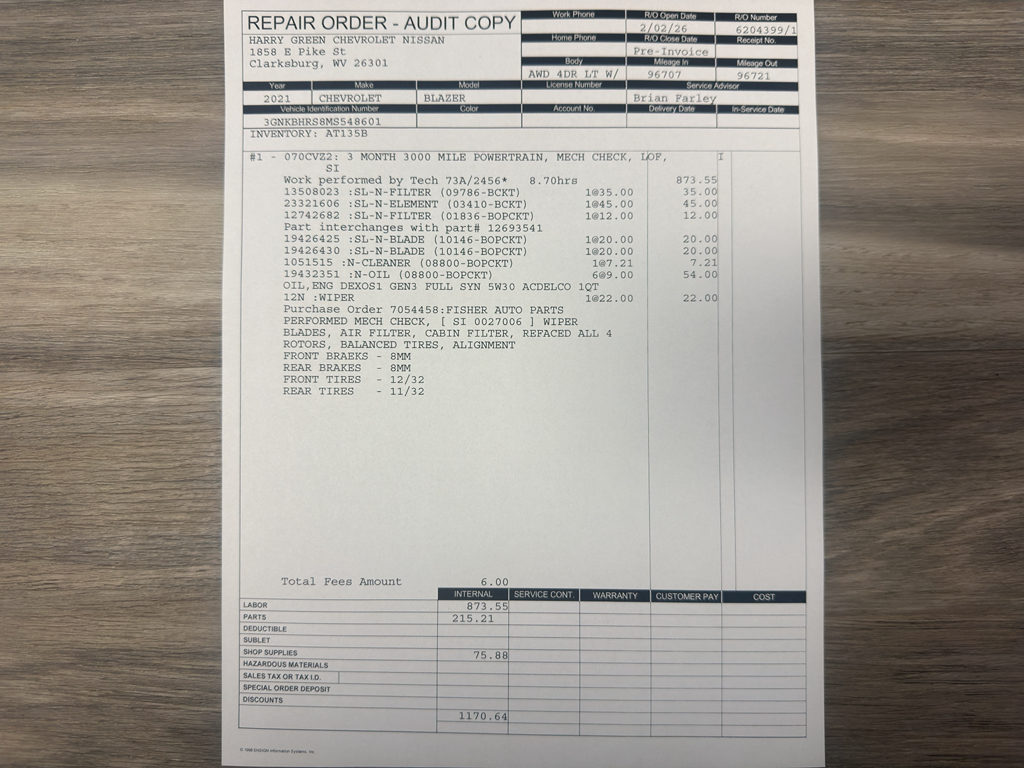 REPAIR ORDER - AUDIT COPY
HARRY GREEN CHEVROLET NISSAN
1858 E Pike St
Clarksburg, WV 26301
Work Phone R/O Open Date R/O Number
2/02/26 6204399/1
Home Phone R/O Close Date Receipt No.
Pre-Invoice
Body Mileage In Mileage Out
AWD 4DR LT W/ 96707 96721
Year Make Model License Number Service Advisor
2021 CHEVROLET BLAZER Brian Farley
Vehicle Identification Number Color Account No. Delivery Date In-Service Date
3GNKBHRS8MS548601
INVENTORY: AT135B
#1 - 070CVZ2: 3 MONTH 3000 MILE POWERTRAIN, MECH CHECK, LOF, I
SI
Work performed by Tech 73A/2456* 8.70hrs 873.55
13508023 :SL-N-FILTER (09786-BCKT) 1@35.00 35.00
23321606 :SL-N-ELEMENT (03410-BCKT) 1@45.00 45.00
12742682 :SL-N-FILTER (01836-BOPCKT) 1@12.00 12.00
Part interchanges with part# 12693541
19426425 :SL-N-BLADE (10146-BOPCKT) 1@20.00 20.00
19426430 :SL-N-BLADE (10146-BOPCKT) 1@20.00 20.00
1051515 :N-CLEANER (08800-BOPCKT) 1@7.21 7.21
19432351 :N-OIL (08800-BOPCKT) 6@9.00 54.00
OIL,ENG DEXOS1 GEN3 FULL SYN 5W30 ACDELCO 1QT
12N :WIPER 1@22.00 22.00
Purchase Order 7054458:FISHER AUTO PARTS
PERFORMED MECH CHECK, [ SI 0027006 ] WIPER
BLADES, AIR FILTER, CABIN FILTER, REFACED ALL 4
ROTORS, BALANCED TIRES, ALIGNMENT
FRONT BRAEKS - 8MM
REAR BRAKES - 8MM
FRONT TIRES - 12/32
REAR TIRES - 11/32
Total Fees Amount 6.00
INTERNAL SERVICE CONT. WARRANTY CUSTOMER PAY COST
LABOR 873.55
PARTS 215.21
DEDUCTIBLE
SUBLET
SHOP SUPPLIES 75.88
HAZARDOUS MATERIALS
SALES TAX OR TAX I.D.
SPECIAL ORDER DEPOSIT
DISCOUNTS
1170.64